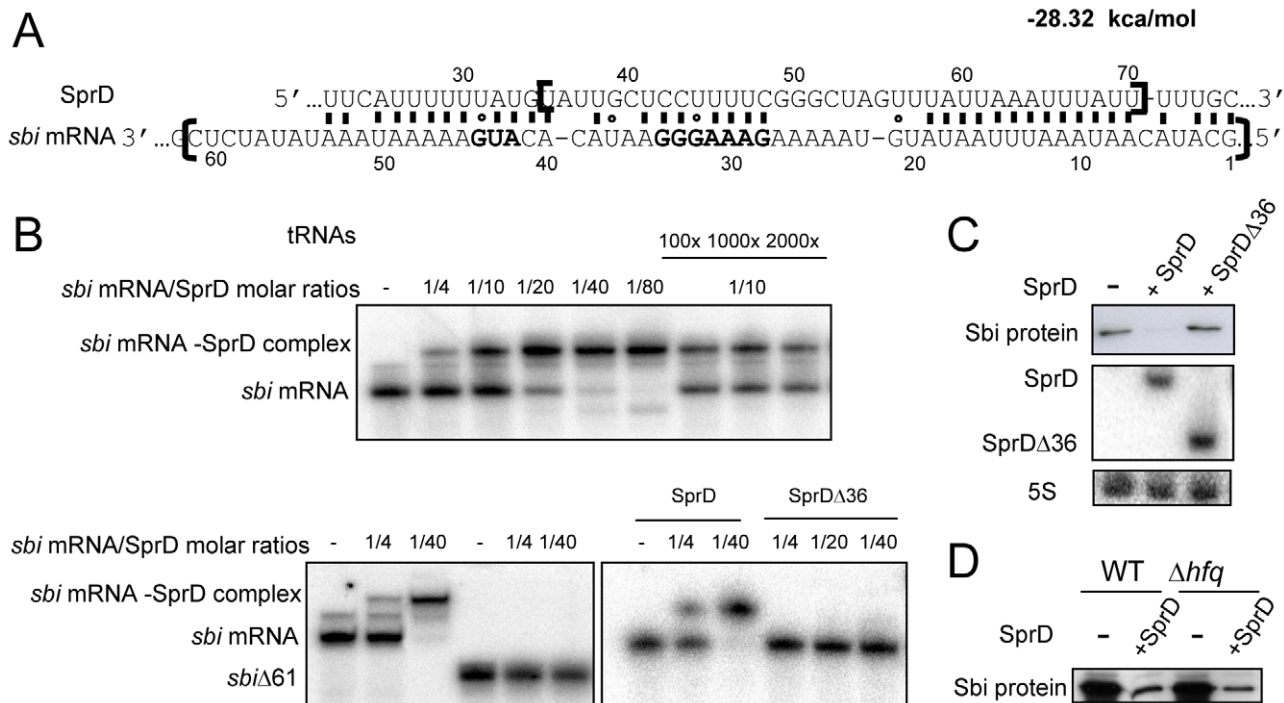 A
-28.32 kca/mol
30 40 50 60 70
SprD 5′ …UUCAUUUUUUAUG[UAUUGCUCCUUUUCGGGCUAGUUUAUUAAAUUUAUU]-UUUGC…3′
sbi mRNA 3′ …G[CUCUAUAUAAAUAAAAAGUACA-CAUAAGGGAAAGAAAAAU-GUAUAAUUUAAAUAACAUACG]…5′
60 50 40 30 20 10 1
B
tRNAs 100x 1000x 2000x
sbi mRNA/SprD molar ratios - 1/4 1/10 1/20 1/40 1/80 1/10
sbi mRNA -SprD complex
sbi mRNA
SprD SprDΔ36
sbi mRNA/SprD molar ratios - 1/4 1/40 - 1/4 1/40 - 1/4 1/40 1/4 1/20 1/40
sbi mRNA -SprD complex
sbi mRNA
sbiΔ61
C
SprD – + SprD + SprDΔ36
Sbi protein
SprD
SprDΔ36
5S
D
WT Δhfq
SprD – +SprD – +SprD
Sbi protein